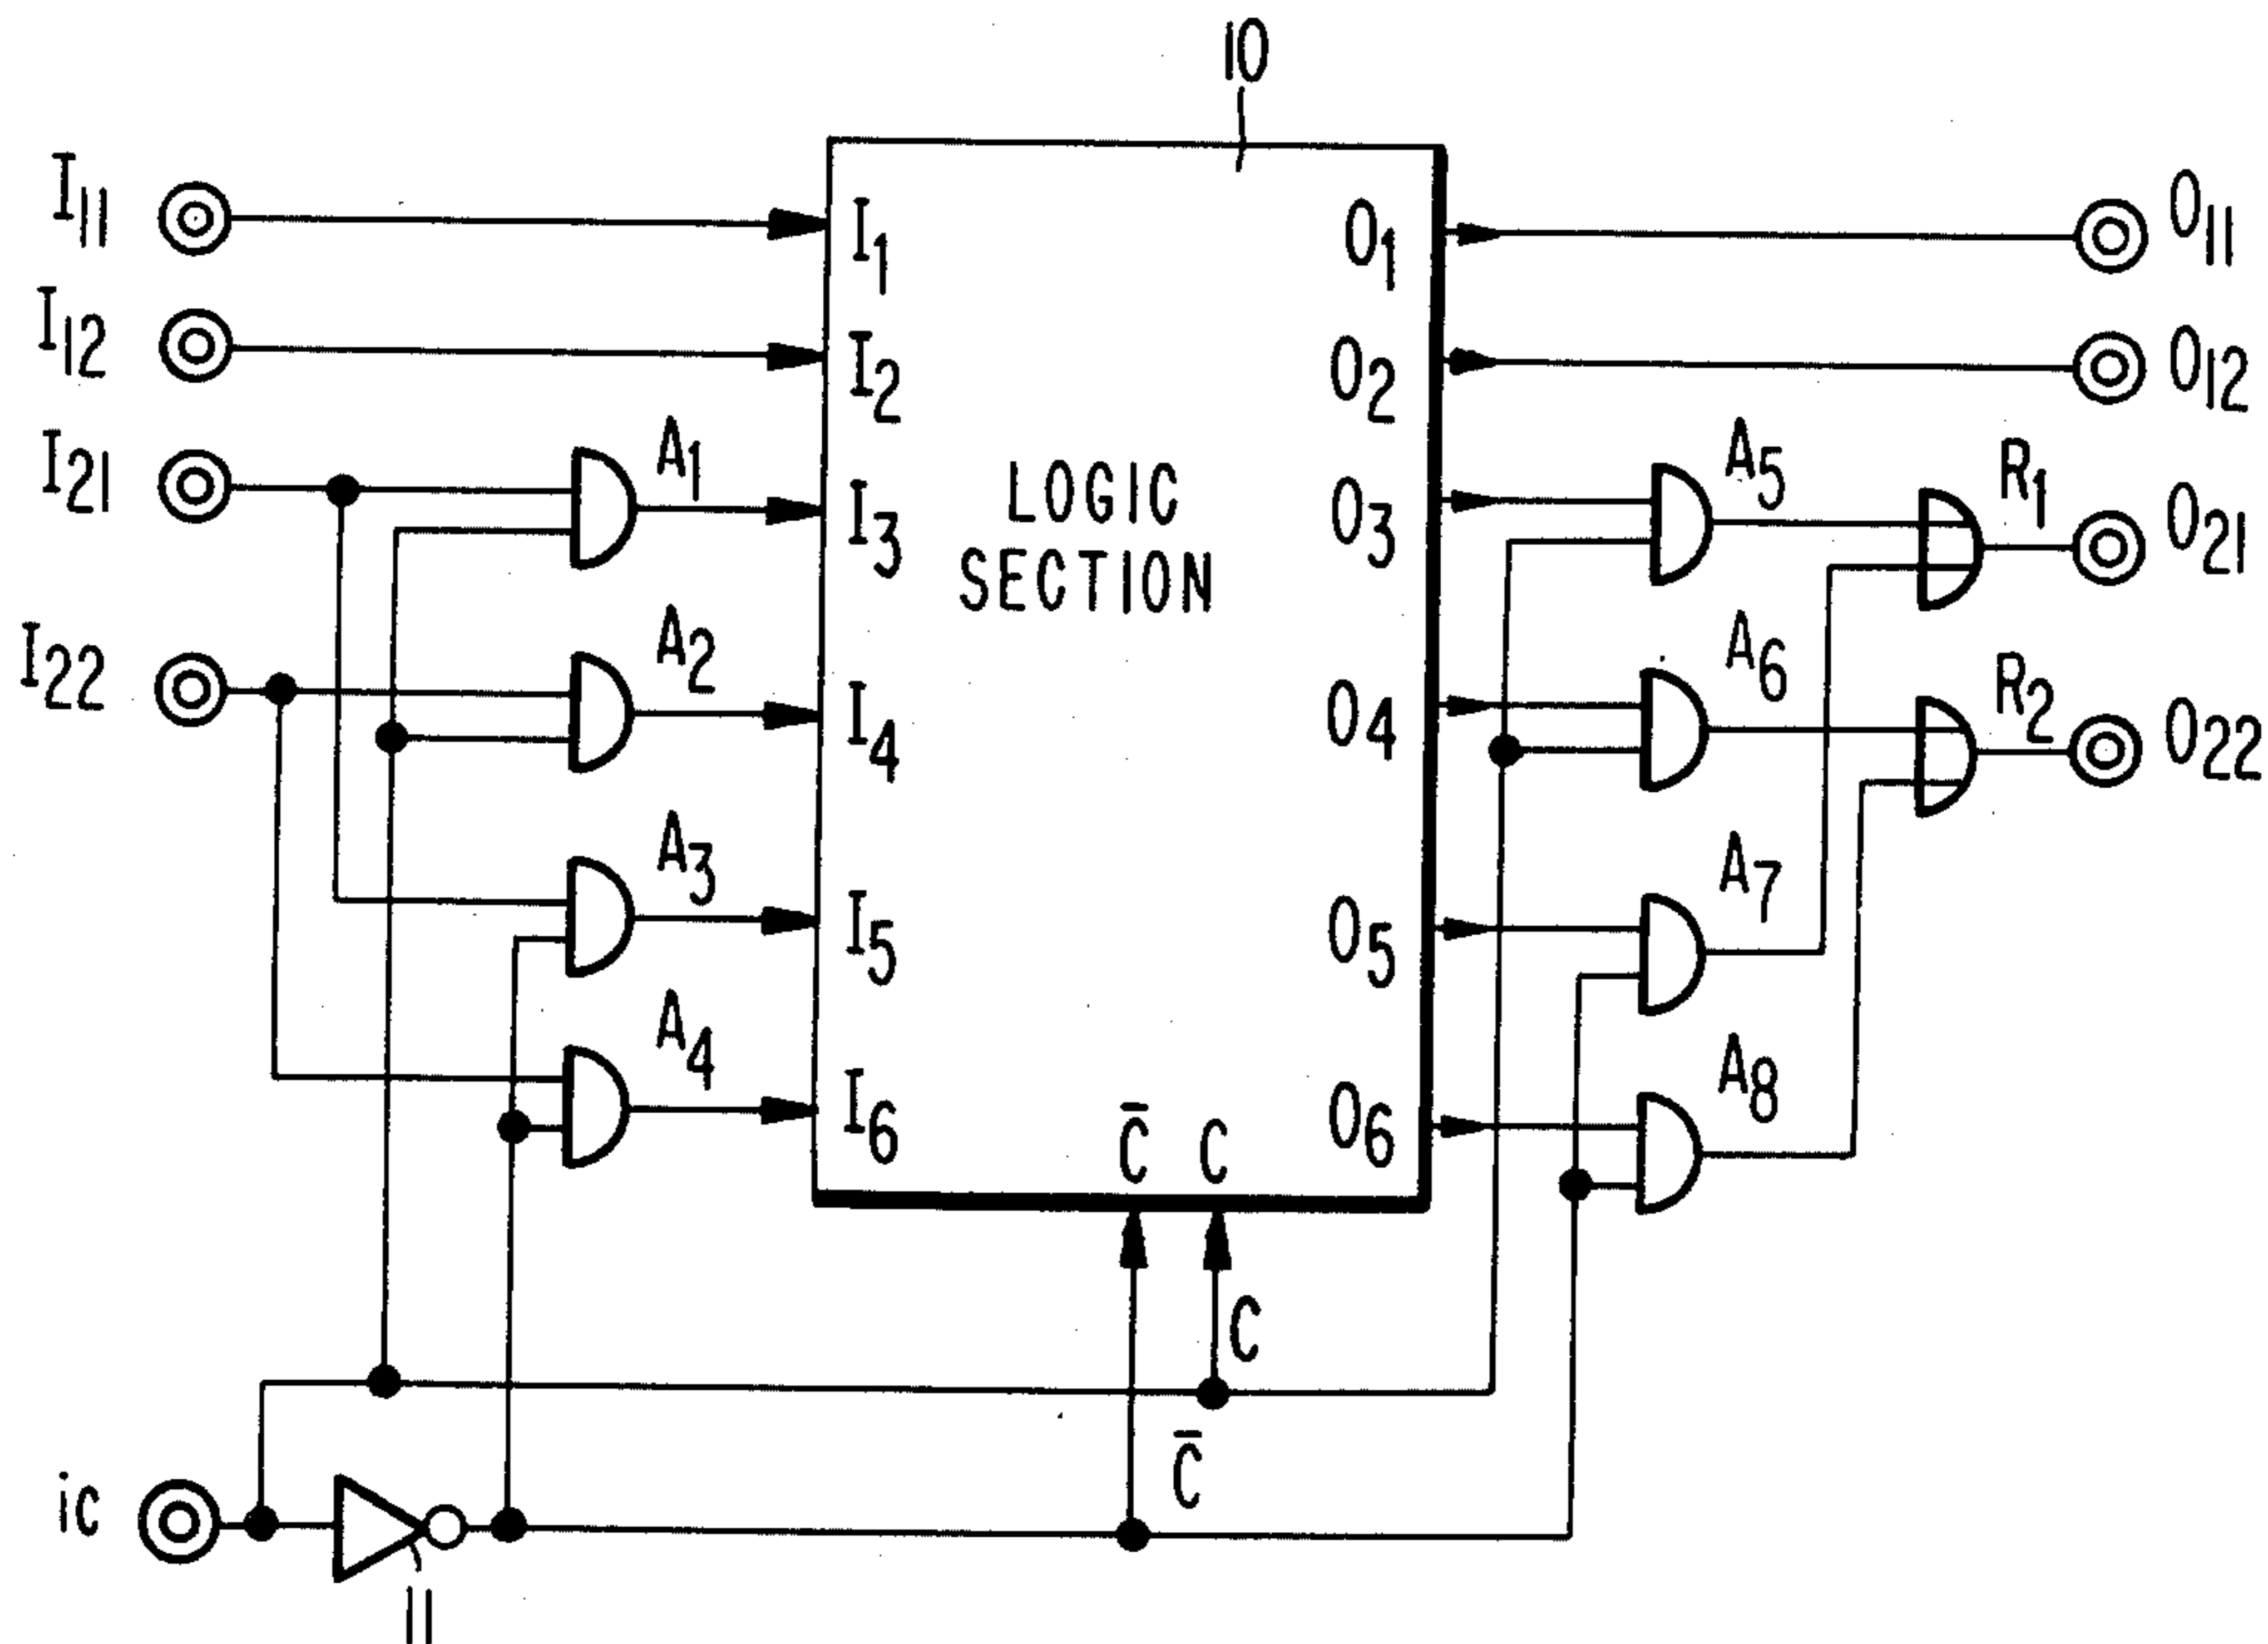 10
I11
I12
I21
I22
ic
11
A1
A2
A3
A4
I1
I2
I3
I4
I5
I6
LOGIC
SECTION
O1
O2
O3
O4
O5
O6
C̄ C
C
C̄
A5
A6
A7
A8
R1
R2
O11
O12
O21
O22